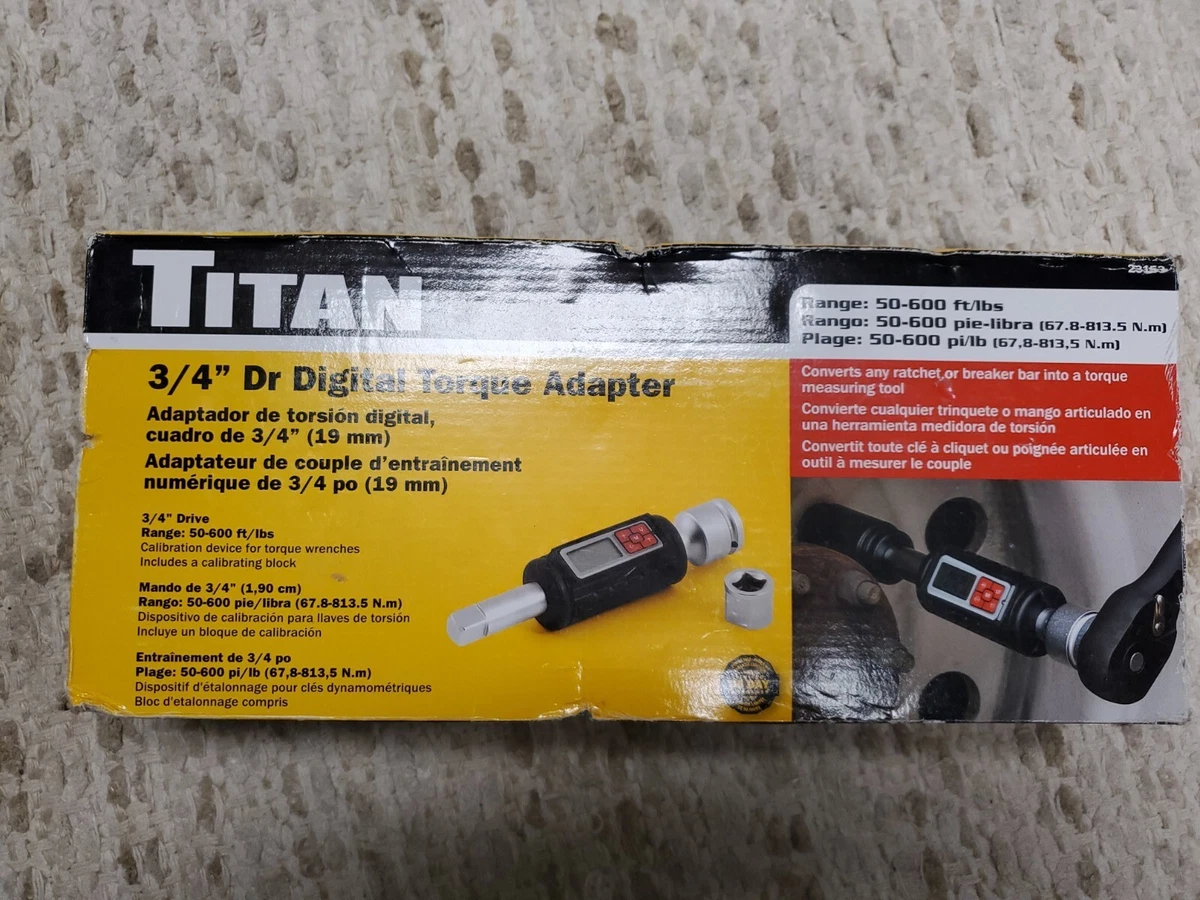 TITAN
23153
Range: 50-600 ft/lbs
Rango: 50-600 pie-libra (67.8-813.5 N.m)
Plage: 50-600 pi/lb (67,8-813,5 N.m)
3/4” Dr Digital Torque Adapter
Adaptador de torsión digital,
cuadro de 3/4” (19 mm)
Adaptateur de couple d’entraînement
numérique de 3/4 po (19 mm)
Converts any ratchet or breaker bar into a torque
measuring tool
Convierte cualquier trinquete o mango articulado en
una herramienta medidora de torsión
Convertit toute clé à cliquet ou poignée articulée en
outil à mesurer le couple
3/4" Drive
Range: 50-600 ft/lbs
Calibration device for torque wrenches
Includes a calibrating block
Mando de 3/4" (1,90 cm)
Rango: 50-600 pie/libra (67.8-813.5 N.m)
Dispositivo de calibración para llaves de torsión
Incluye un bloque de calibración
Entraînement de 3/4 po
Plage: 50-600 pi/lb (67,8-813,5 N.m)
Dispositif d'étalonnage pour clés dynamométriques
Bloc d'etalonnage compris
DAY